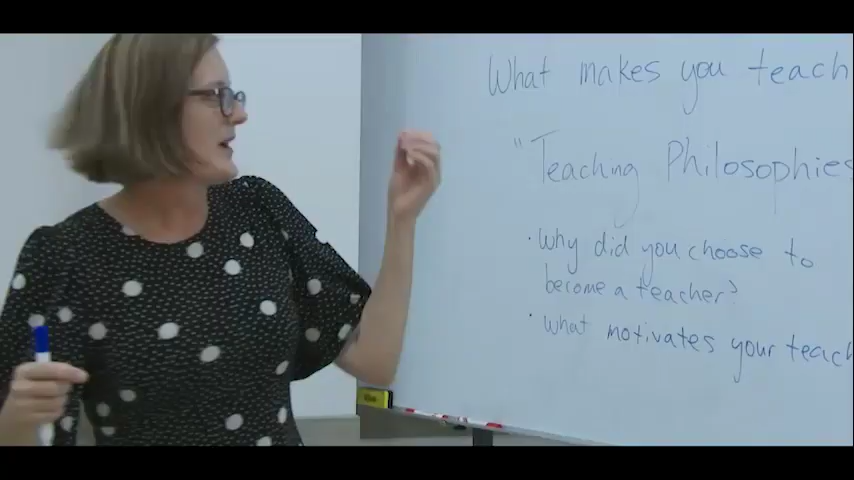 What makes you teach
"Teaching Philosophies
· Why did you choose to
become a teacher?
· What motivates your teach